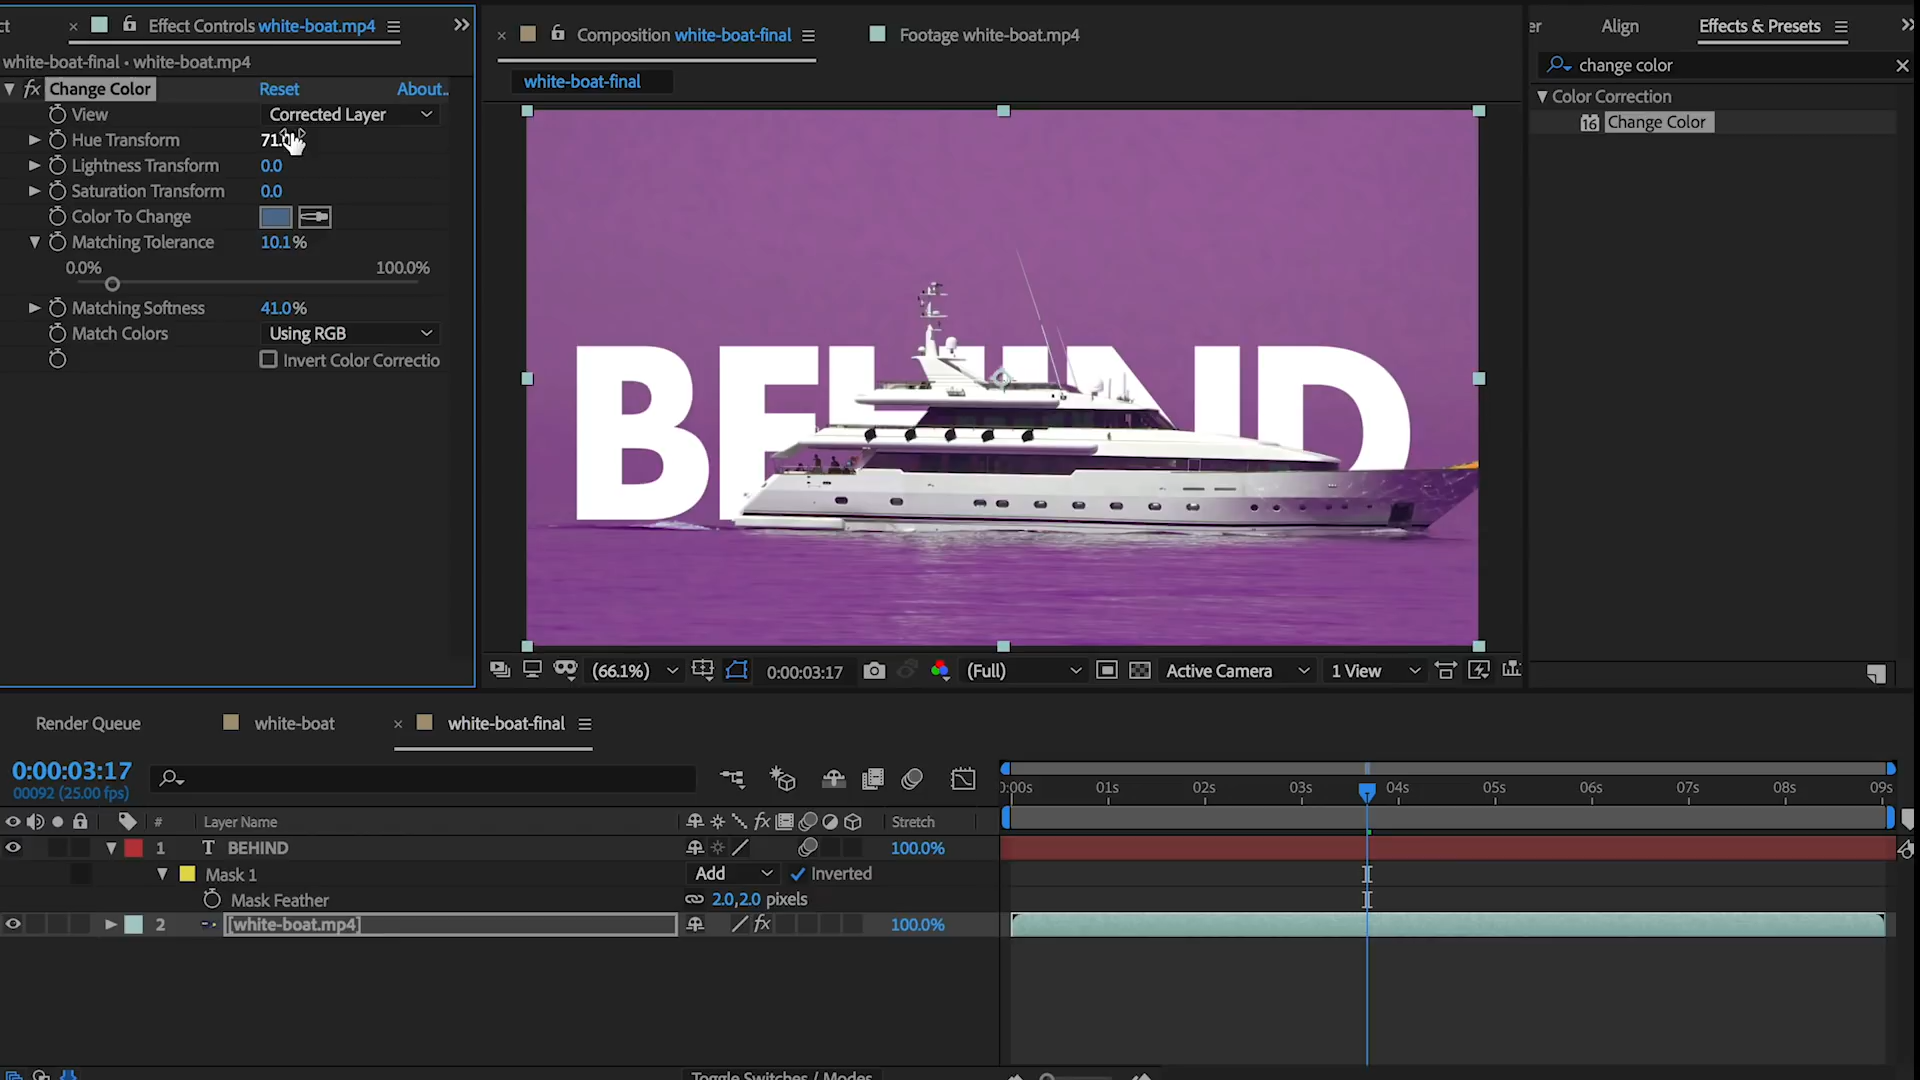 Effect Controls white-boat.mp4
white-boat-final • white-boat.mp4
fx Change Color Reset About..
View Corrected Layer
Hue Transform
Lightness Transform 0.0
Saturation Transform 0.0
Color To Change
Matching Tolerance 10.1%
0.0% 100.0%
Matching Softness 41.0%
Match Colors Using RGB
Invert Color Correctio
Composition white-boat-final
Footage white-boat.mp4
white-boat-final
BEHIND
(66.1%) 0:00:03:17 (Full) Active Camera 1 View
Align Effects & Presets
change color
Color Correction
16 Change Color
Render Queue white-boat white-boat-final
0:00:03:17
00092 (25.00 fps)
:00s 01s 02s 03s 04s 05s 06s 07s 08s 09s
# Layer Name fx Stretch
1 T BEHIND 100.0%
Mask 1 Add Inverted
Mask Feather 2.0,2.0 pixels
2 [white-boat.mp4] fx 100.0%
Toggle Switches / Modes